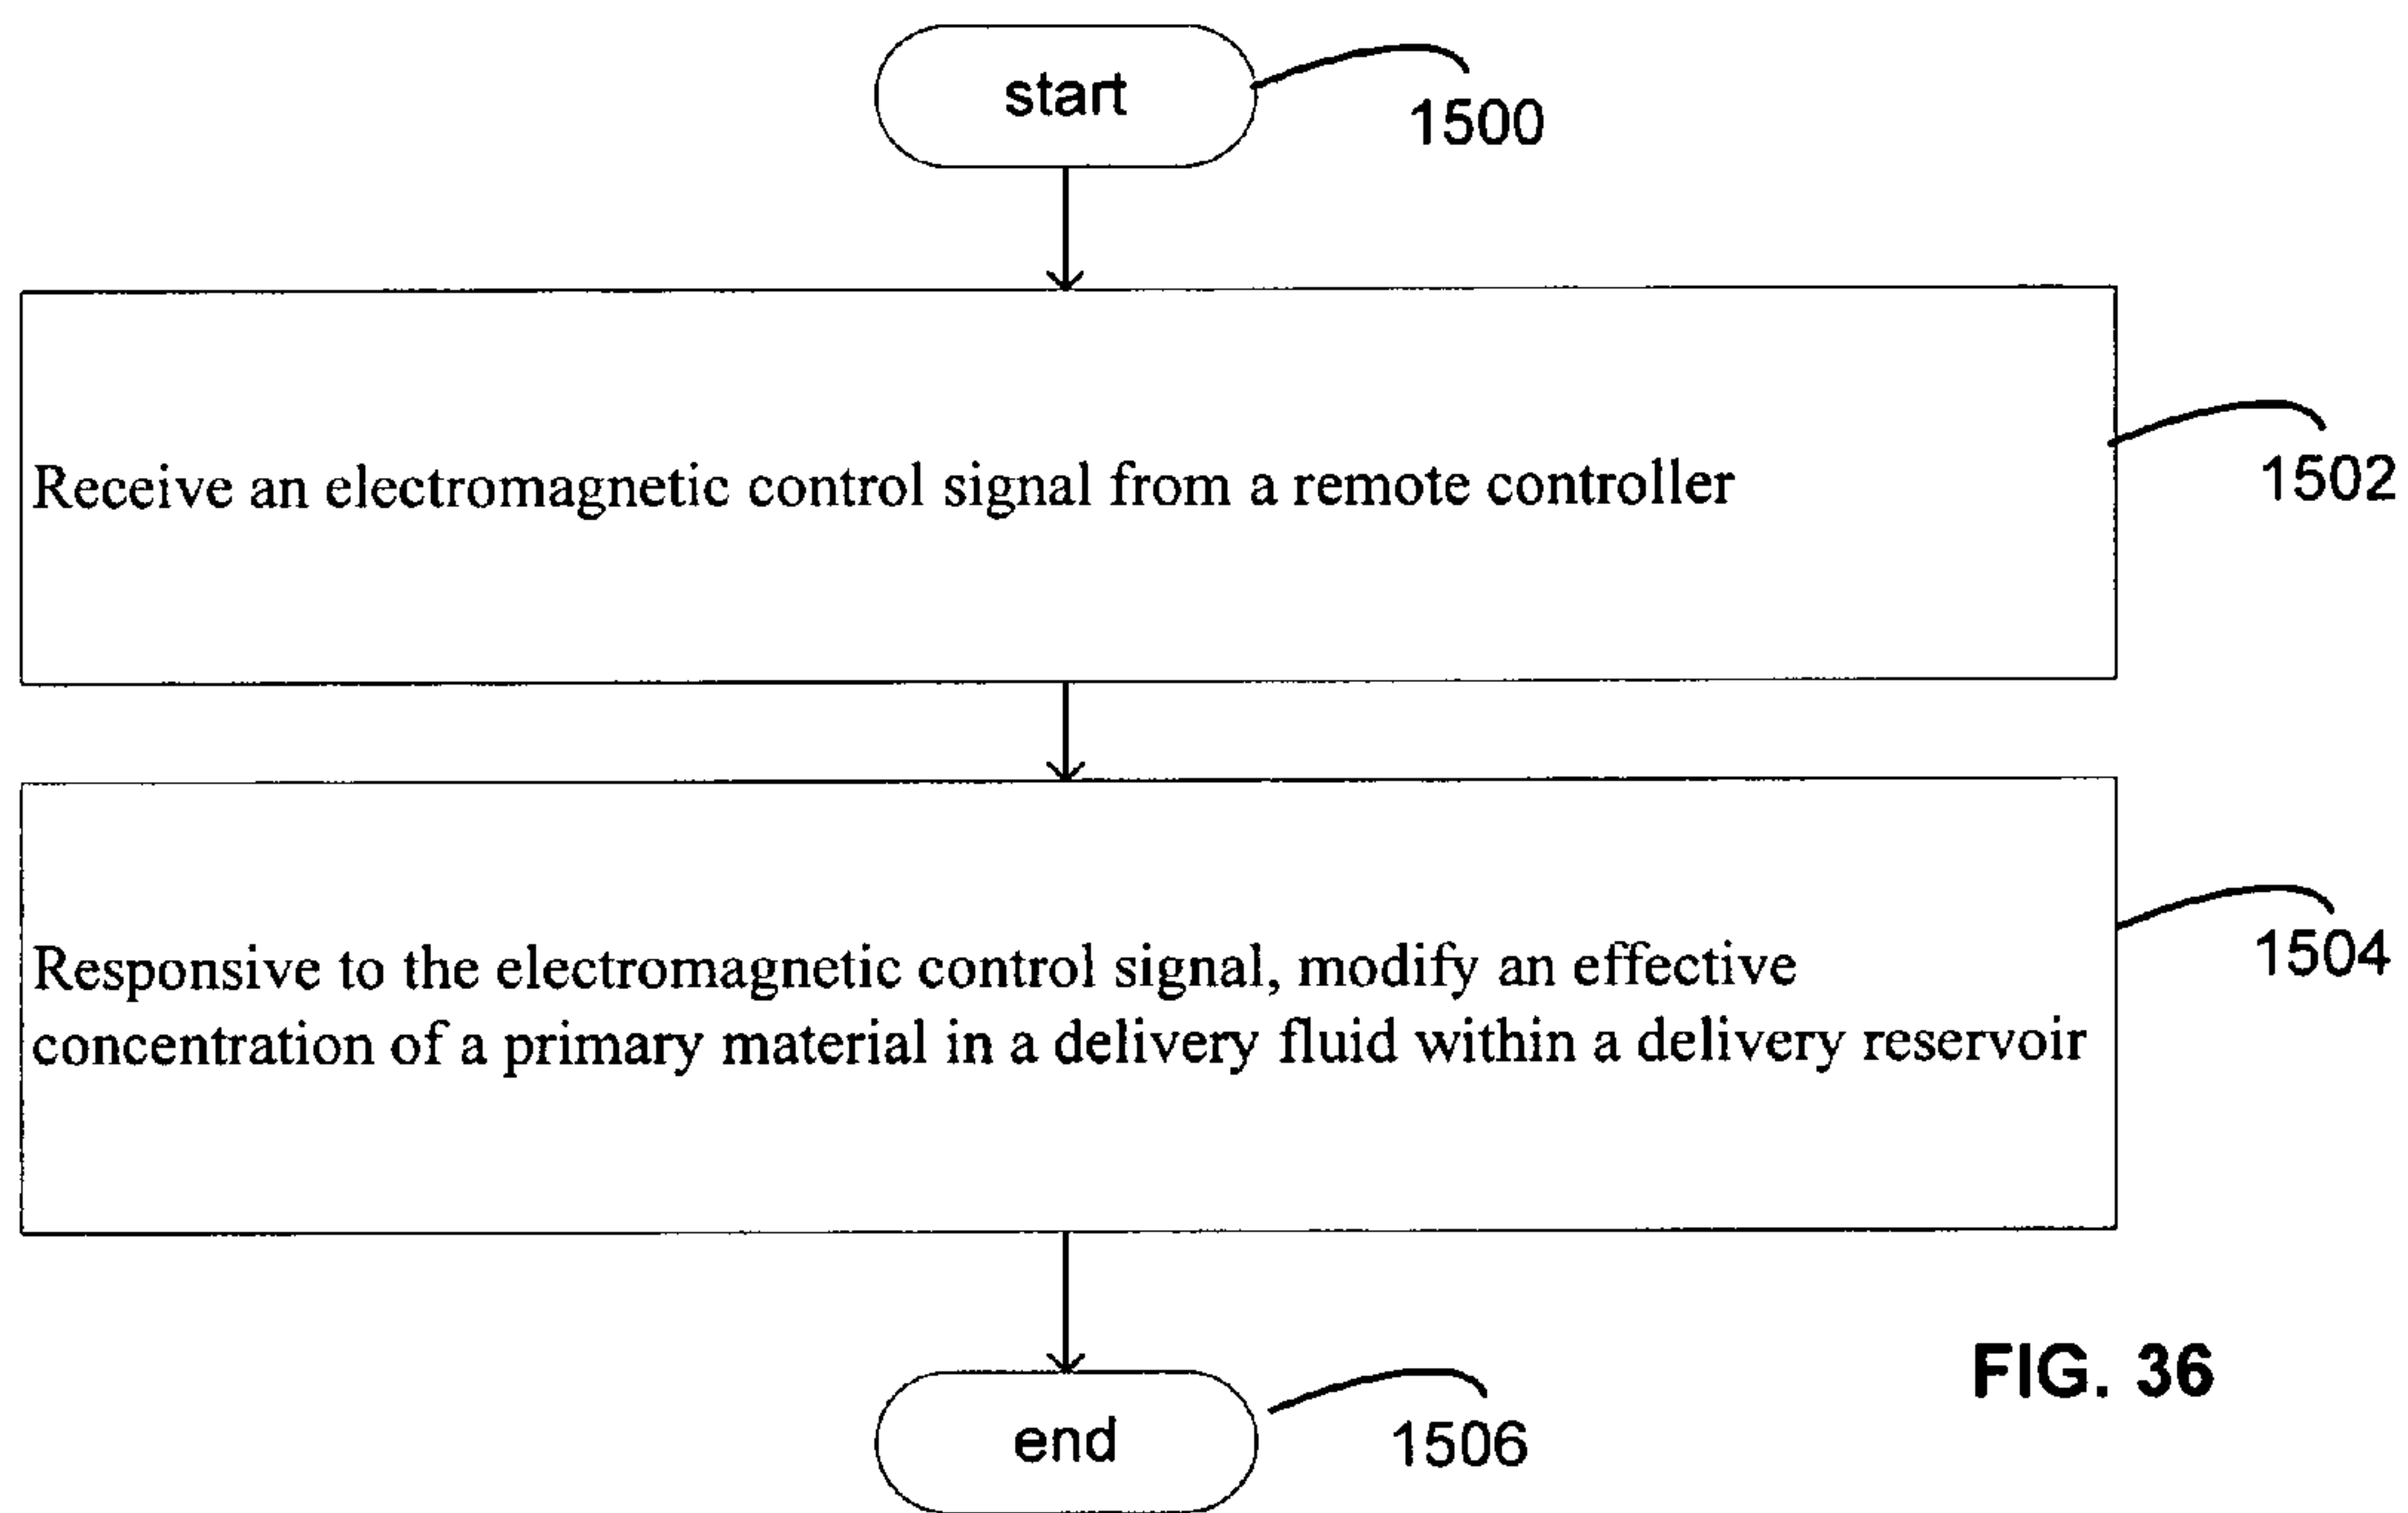 start
1500
Receive an electromagnetic control signal from a remote controller
1502
Responsive to the electromagnetic control signal, modify an effective
concentration of a primary material in a delivery fluid within a delivery reservoir
1504
end
1506
FIG. 36